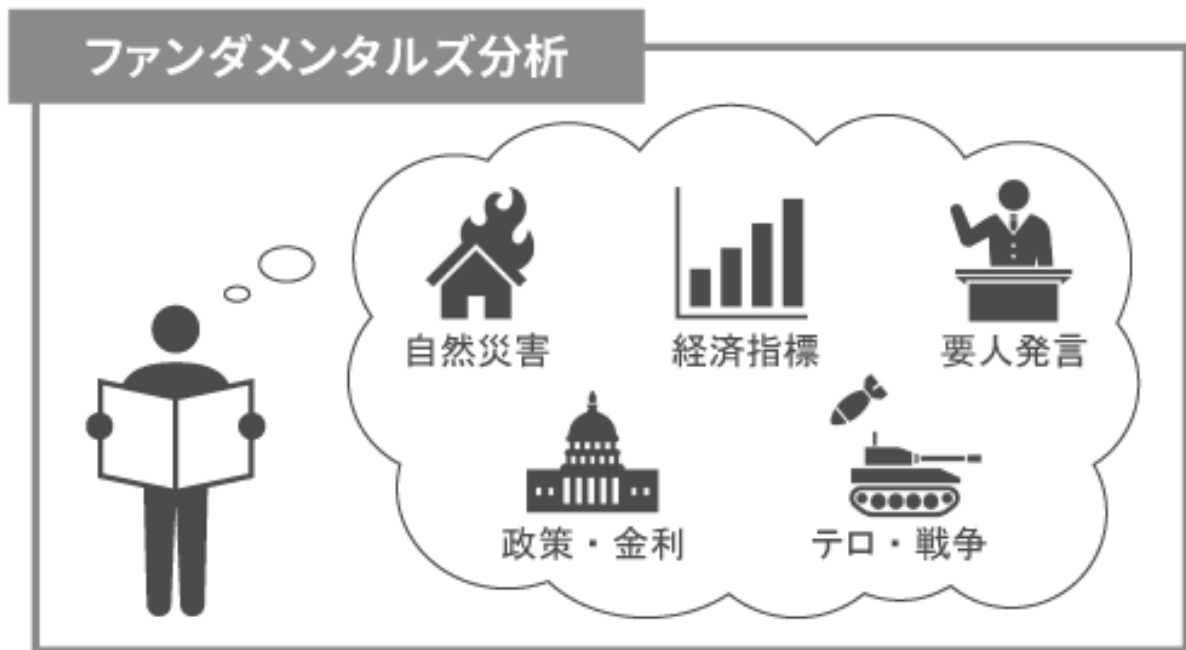 ファンダメンタルズ分析
自然災害
経済指標
要人発言
政策・金利
テロ・戦争